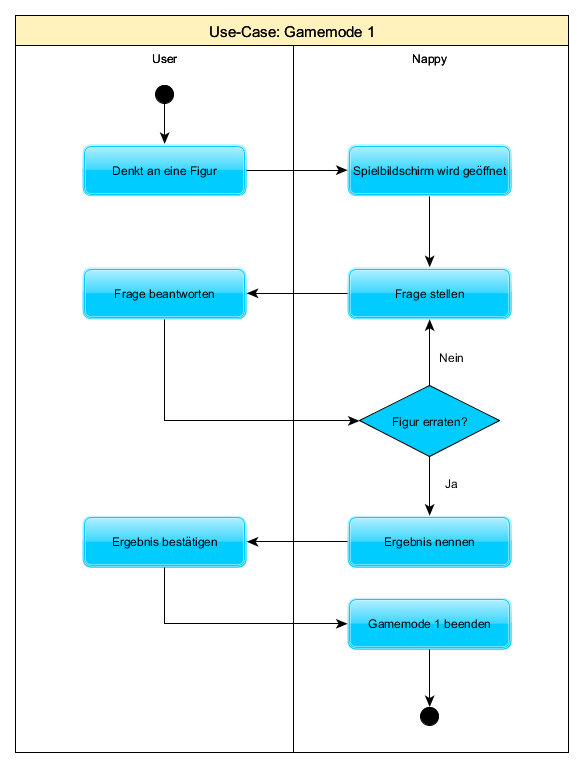 Use-Case: Gamemode 1
User
Nappy
Denkt an eine Figur
Spielbildschirm wird geöffnet
Frage beantworten
Frage stellen
Nein
Figur erraten?
Ja
Ergebnis bestätigen
Ergebnis nennen
Gamemode 1 beenden